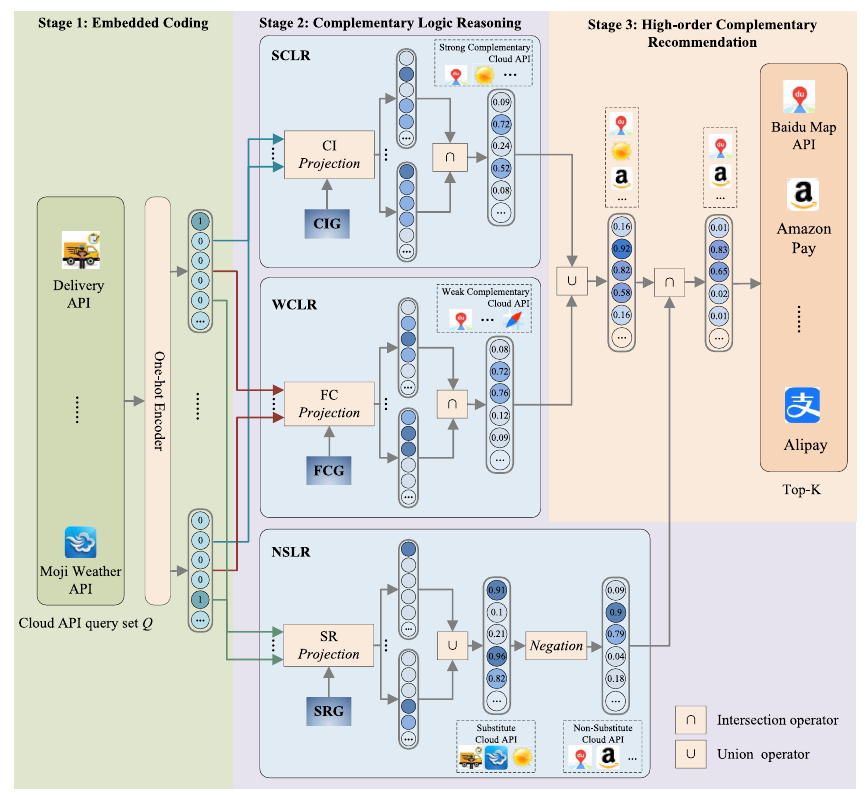 Stage 1: Embedded Coding
Delivery
API
......
Moji Weather
API
Cloud API query set Q
One-hot Encoder
1
0
0
0
0
...
......
0
0
0
0
1
...
Stage 2: Complementary Logic Reasoning
SCLR
CI
Projection
CIG
...
...
∩
Strong Complementary
Cloud API
...
0.09
0.72
0.24
0.52
0.08
...
WCLR
FC
Projection
FCG
...
...
∩
Weak Complementary
Cloud API
...
0.08
0.72
0.76
0.12
0.09
...
NSLR
SR
Projection
SRG
...
...
∪
0.91
0.1
0.21
0.96
0.82
...
Substitute
Cloud API
Negation
0.09
0.9
0.79
0.04
0.18
...
Non-Substitute
Cloud API
...
Stage 3: High-order Complementary
Recommendation
∪
du
a
...
0.16
0.92
0.82
0.58
0.16
...
∩
du
a
...
0.01
0.83
0.65
0.02
0.01
...
du
Baidu Map
API
a
Amazon
Pay
......
支
Alipay
Top-K
∩ Intersection operator
∪ Union operator